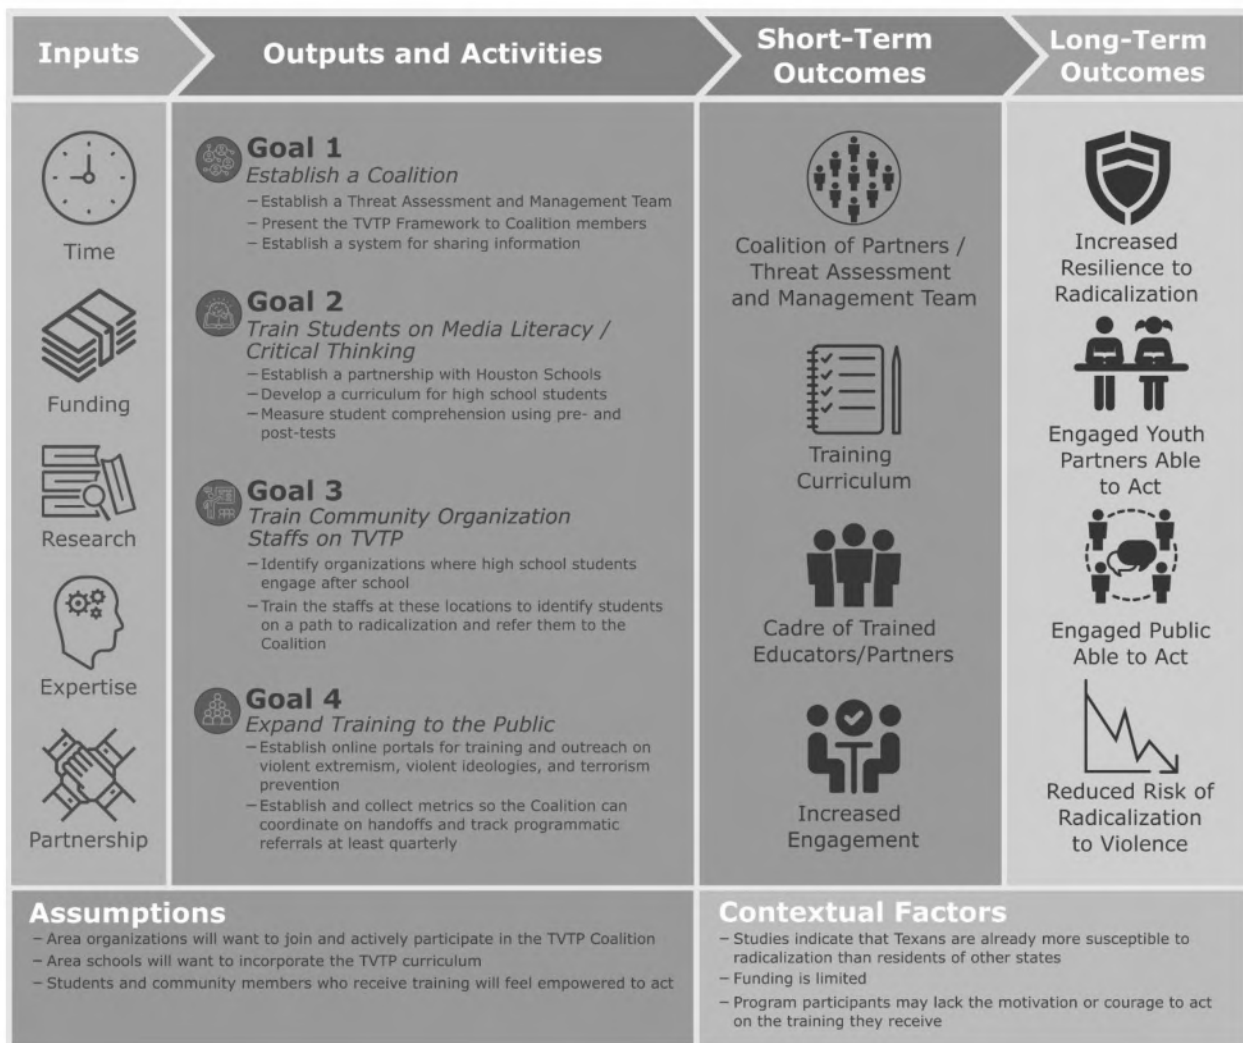 Inputs
Outputs and Activities
Short-Term
Outcomes
Long-Term
Outcomes
Time
Funding
Research
Expertise
Partnership
Goal 1
Establish a Coalition
– Establish a Threat Assessment and Management Team
– Present the TVTP Framework to Coalition members
– Establish a system for sharing information
Goal 2
Train Students on Media Literacy /
Critical Thinking
– Establish a partnership with Houston Schools
– Develop a curriculum for high school students
– Measure student comprehension using pre- and
post-tests
Goal 3
Train Community Organization
Staffs on TVTP
– Identify organizations where high school students
engage after school
– Train the staffs at these locations to identify students
on a path to radicalization and refer them to the
Coalition
Goal 4
Expand Training to the Public
– Establish online portals for training and outreach on
violent extremism, violent ideologies, and terrorism
prevention
– Establish and collect metrics so the Coalition can
coordinate on handoffs and track programmatic
referrals at least quarterly
Coalition of Partners /
Threat Assessment
and Management Team
Training
Curriculum
Cadre of Trained
Educators/Partners
Increased
Engagement
Increased
Resilience to
Radicalization
Engaged Youth
Partners Able
to Act
Engaged Public
Able to Act
Reduced Risk of
Radicalization
to Violence
Assumptions
– Area organizations will want to join and actively participate in the TVTP Coalition
– Area schools will want to incorporate the TVTP curriculum
– Students and community members who receive training will feel empowered to act
Contextual Factors
– Studies indicate that Texans are already more susceptible to
radicalization than residents of other states
– Funding is limited
– Program participants may lack the motivation or courage to act
on the training they receive